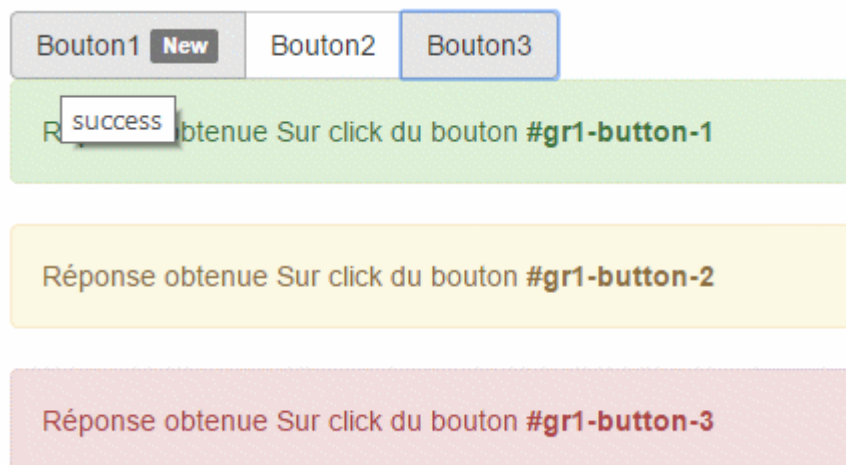 Bouton1 New Bouton2 Bouton3
success
R btenue Sur click du bouton #gr1-button-1
Réponse obtenue Sur click du bouton #gr1-button-2
Réponse obtenue Sur click du bouton #gr1-button-3